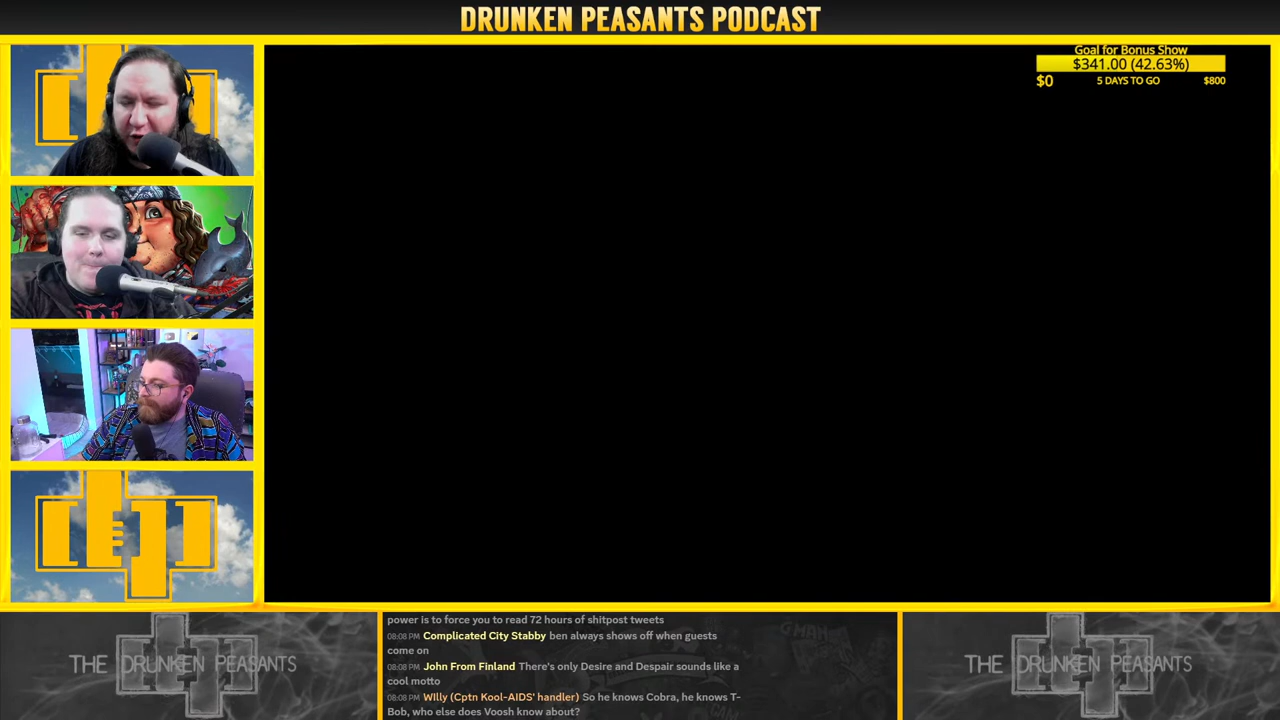 DRUNKEN PEASANTS PODCAST
Goal for Bonus Show
$341.00 (42.63%)
$0 5 DAYS TO GO $800
power is to force you to read 72 hours of shitpost tweets
08:08 PM Complicated City Stabby ben always shows off when guests
come on
08:08 PM John From Finland There's only Desire and Despair sounds like a
cool motto
08:08 PM WIlly (Cptn Kool-AIDS' handler) So he knows Cobra, he knows T-
Bob, who else does Voosh know about?
THE DRUNKEN PEASANTS
THE DRUNKEN PEASANTS